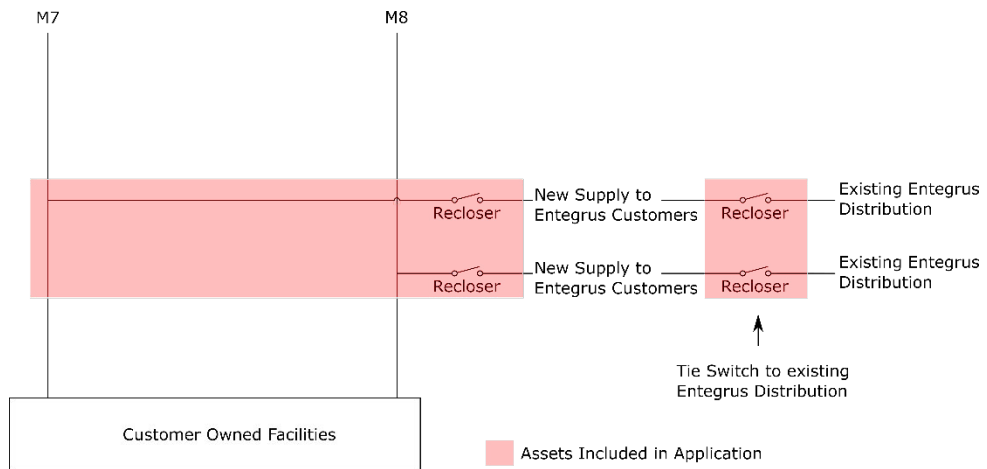 M7
M8
New Supply to
Entegrus Customers
Recloser
Recloser
Existing Entegrus
Distribution
New Supply to
Entegrus Customers
Recloser
Recloser
Existing Entegrus
Distribution
Tie Switch to existing
Entegrus Distribution
Customer Owned Facilities
Assets Included in Application